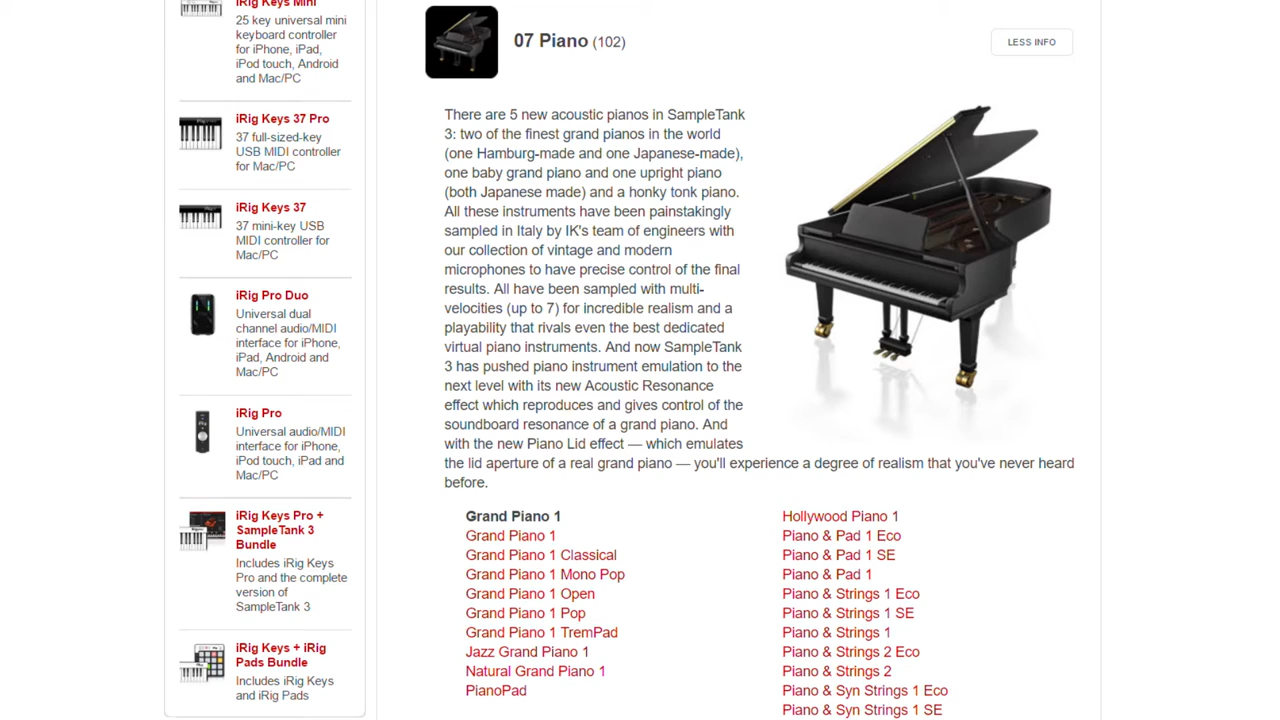 iRig Keys Mini
25 key universal mini
keyboard controller
for iPhone, iPad,
iPod touch, Android
and Mac/PC
iRig Keys 37 Pro
37 full-sized-key
USB MIDI controller
for Mac/PC
iRig Keys 37
37 mini-key USB
MIDI controller for
Mac/PC
iRig Pro Duo
Universal dual
channel audio/MIDI
interface for iPhone,
iPad, Android and
Mac/PC
iRig Pro
Universal audio/MIDI
interface for iPhone,
iPod touch, iPad and
Mac/PC
iRig Keys Pro +
SampleTank 3
Bundle
Includes iRig Keys
Pro and the complete
version of
SampleTank 3
iRig Keys + iRig
Pads Bundle
Includes iRig Keys
and iRig Pads
07 Piano (102)
LESS INFO
There are 5 new acoustic pianos in SampleTank
3: two of the finest grand pianos in the world
(one Hamburg-made and one Japanese-made),
one baby grand piano and one upright piano
(both Japanese made) and a honky tonk piano.
All these instruments have been painstakingly
sampled in Italy by IK's team of engineers with
our collection of vintage and modern
microphones to have precise control of the final
results. All have been sampled with multi-
velocities (up to 7) for incredible realism and a
playability that rivals even the best dedicated
virtual piano instruments. And now SampleTank
3 has pushed piano instrument emulation to the
next level with its new Acoustic Resonance
effect which reproduces and gives control of the
soundboard resonance of a grand piano. And
with the new Piano Lid effect — which emulates
the lid aperture of a real grand piano — you'll experience a degree of realism that you've never heard
before.
Grand Piano 1
Grand Piano 1
Grand Piano 1 Classical
Grand Piano 1 Mono Pop
Grand Piano 1 Open
Grand Piano 1 Pop
Grand Piano 1 TremPad
Jazz Grand Piano 1
Natural Grand Piano 1
PianoPad
Hollywood Piano 1
Piano & Pad 1 Eco
Piano & Pad 1 SE
Piano & Pad 1
Piano & Strings 1 Eco
Piano & Strings 1 SE
Piano & Strings 1
Piano & Strings 2 Eco
Piano & Strings 2
Piano & Syn Strings 1 Eco
Piano & Syn Strings 1 SE